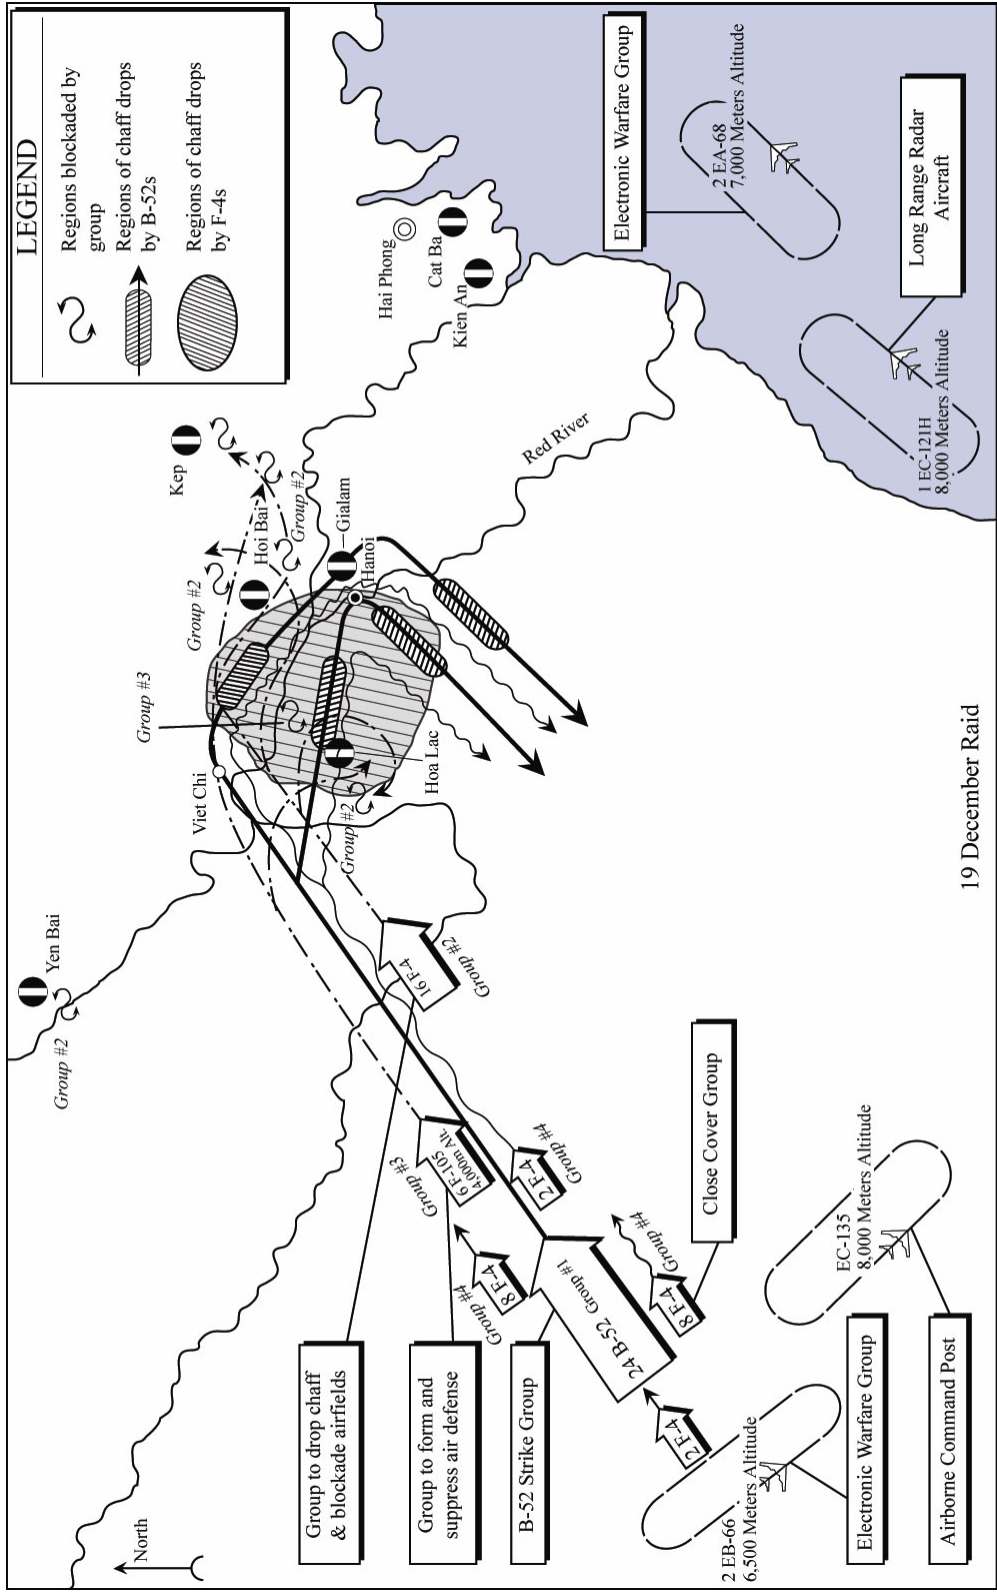 LEGEND
Regions blockaded by
group
Regions of chaff drops
by B-52s
Regions of chaff drops
by F-4s
North
Yen Bai
Group #2
Viet Chi
Group #3
Group #2
Hoi Bai
Kep
Group #2
Gialam
Hanoi
Hoa Lac
Group #2
Red River
Hai Phong
Cat Ba
Kien An
Electronic Warfare Group
2 EA-68
7,000 Meters Altitude
Long Range Radar
Aircraft
1 EC-121H
8,000 Meters Altitude
16 F-4
Group #2
Group to drop chaff
& blockade airfields
Group to form and
suppress air defense
B-52 Strike Group
Group #3
6 F-105
4,000m Alt.
2 F-4
Group #4
8 F-4
Group #4
24 B-52 Group #1
8 F-4
Group #4
Close Cover Group
2 F-4
2 EB-66
6,500 Meters Altitude
Electronic Warfare Group
EC-135
8,000 Meters Altitude
Airborne Command Post
19 December Raid